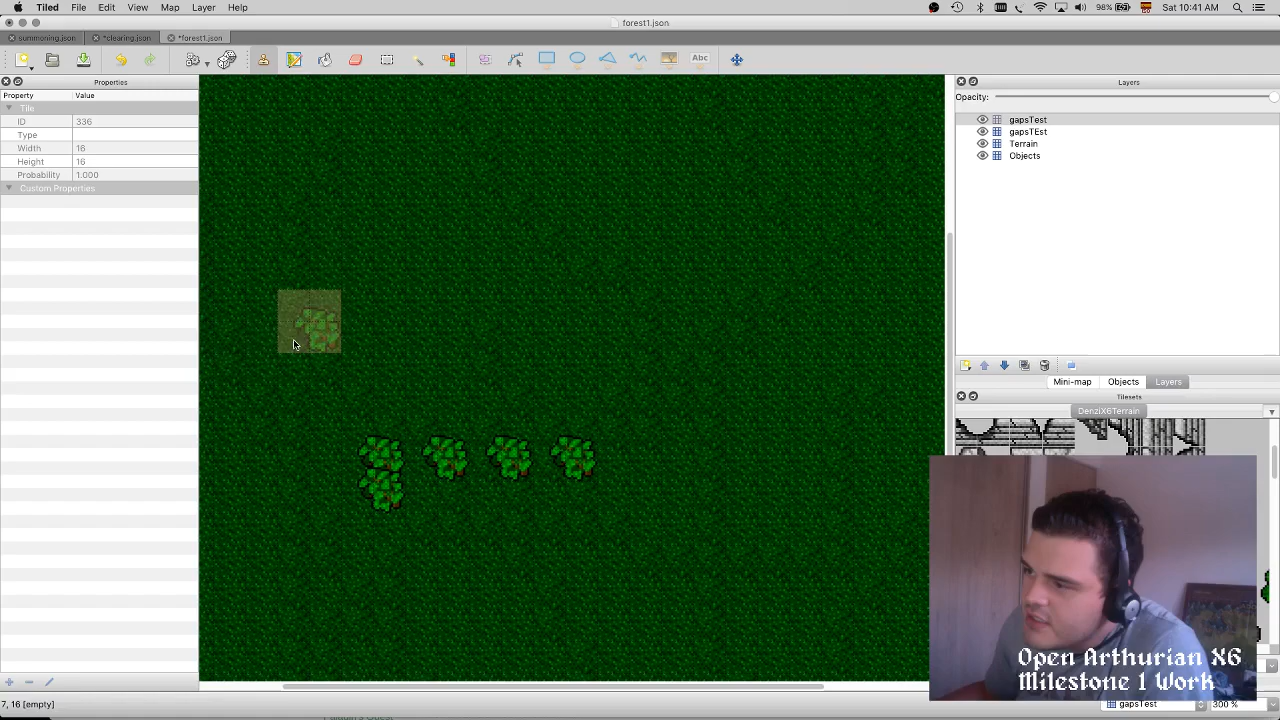 Tiled File Edit View Map Layer Help 98% Sat 10:41 AM
forest1.json
summoning.json *clearing.json *forest1.json
Abc
Properties
Property Value
Tile
ID 336
Type
Width 16
Height 16
Probability 1.000
Custom Properties
Layers
Opacity:
gapsTest
gapsTEst
Terrain
Objects
Mini-map Objects Layers
Tilesets
DenziX6Terrain
Open Arthurian X6
Milestone 1 Work
7, 16 [empty]
gapsTest 300 %